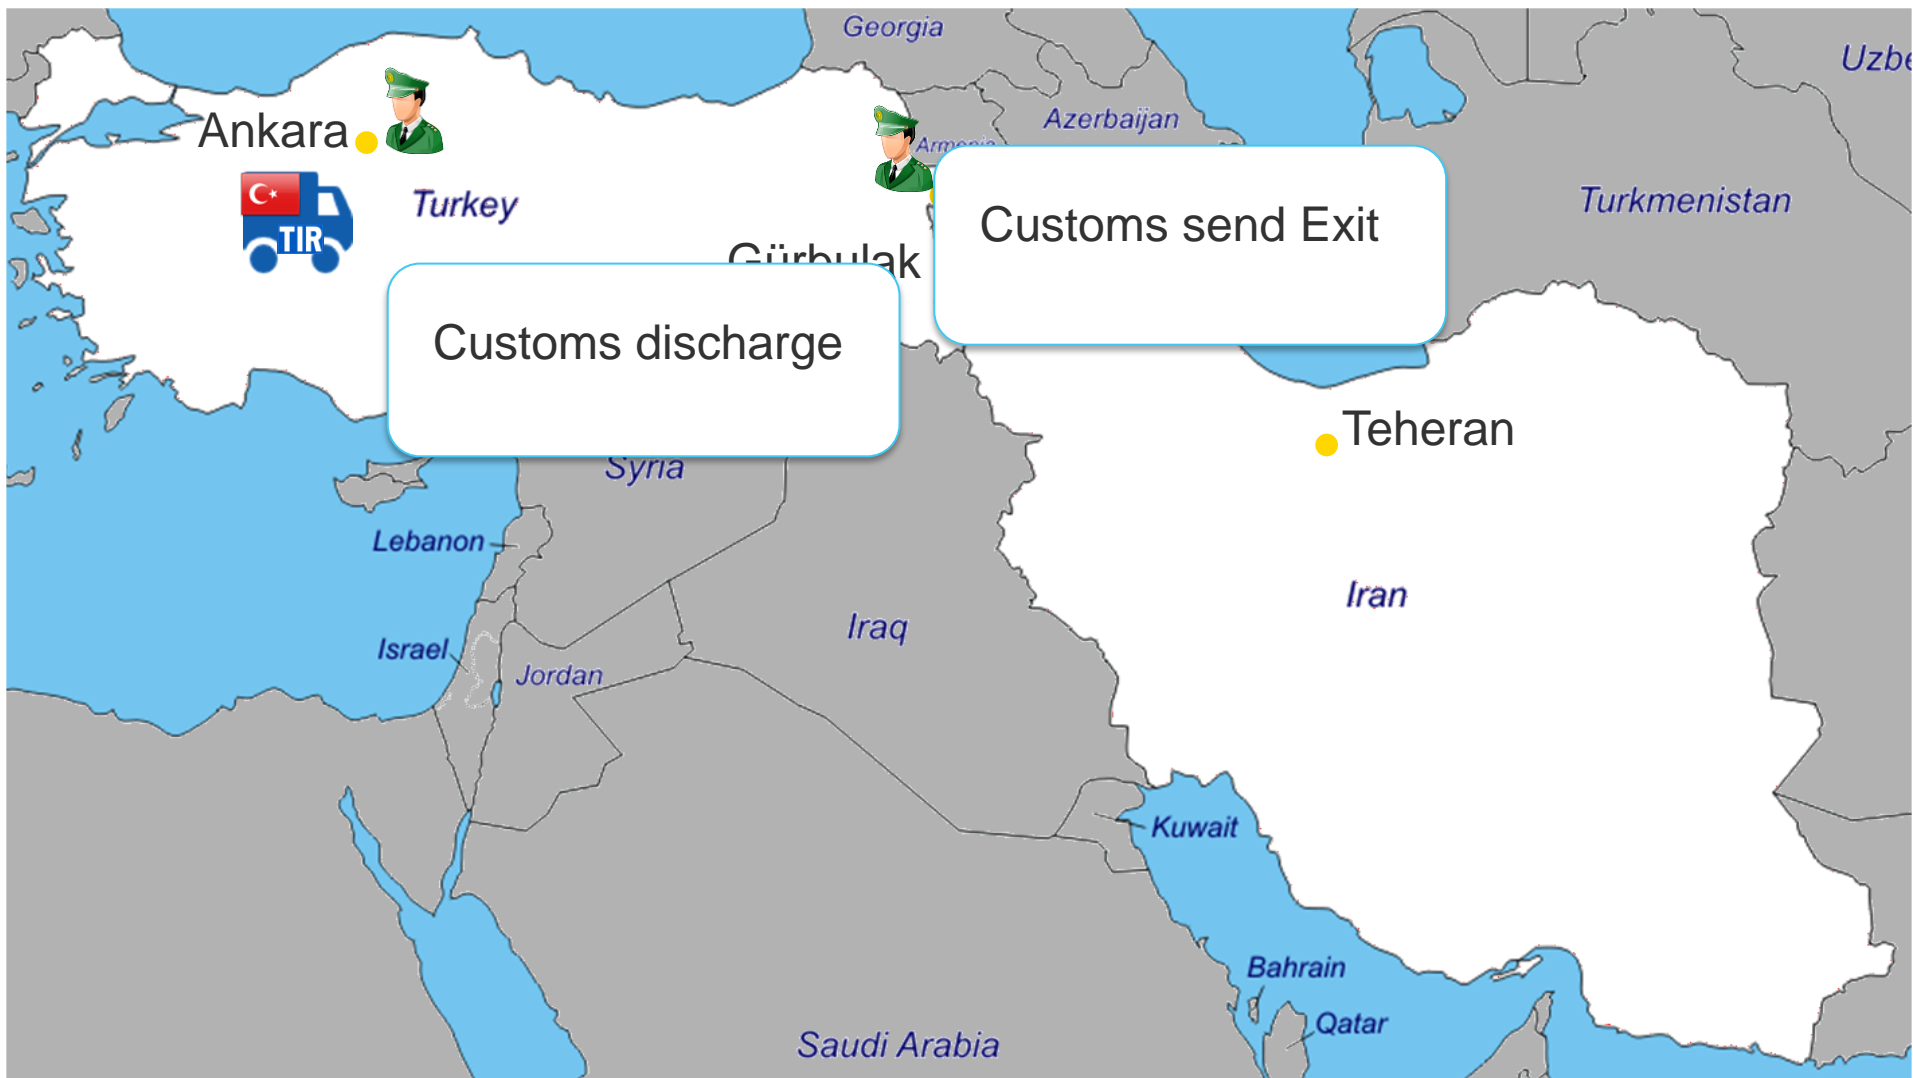 Georgia
Uzbe
Azerbaijan
Ankara
Armenia
TIR
Turkey
Turkmenistan
Customs send Exit
Gürbulak
Customs discharge
Teheran
Syria
Lebanon
Iran
Iraq
Israel
Jordan
Kuwait
Bahrain
Qatar
Saudi Arabia